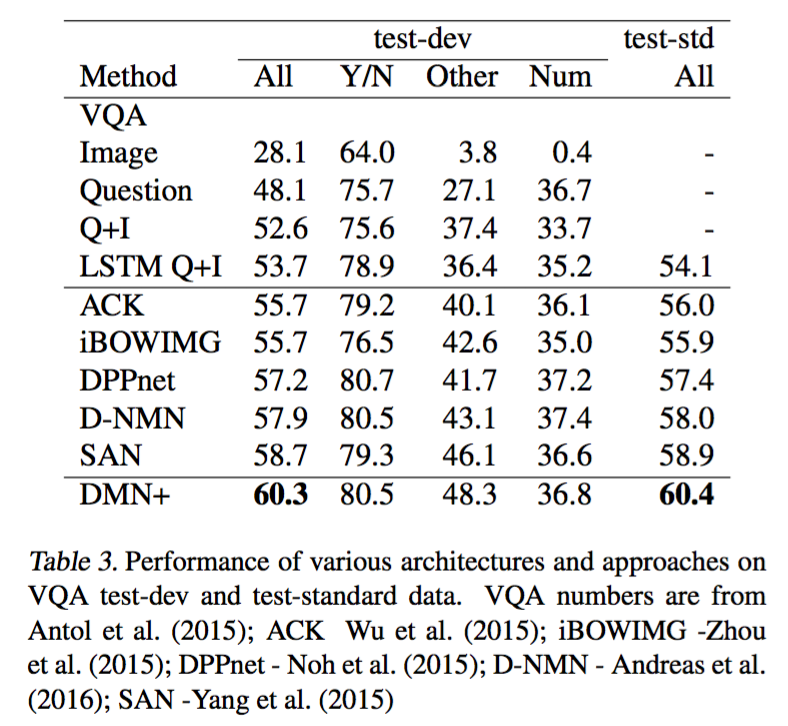 test-dev test-std
Method All Y/N Other Num All
VQA
Image 28.1 64.0 3.8 0.4 -
Question 48.1 75.7 27.1 36.7 -
Q+I 52.6 75.6 37.4 33.7 -
LSTM Q+I 53.7 78.9 36.4 35.2 54.1
ACK 55.7 79.2 40.1 36.1 56.0
iBOWIMG 55.7 76.5 42.6 35.0 55.9
DPPnet 57.2 80.7 41.7 37.2 57.4
D-NMN 57.9 80.5 43.1 37.4 58.0
SAN 58.7 79.3 46.1 36.6 58.9
DMN+ 60.3 80.5 48.3 36.8 60.4
Table 3. Performance of various architectures and approaches on
VQA test-dev and test-standard data. VQA numbers are from
Antol et al. (2015); ACK Wu et al. (2015); iBOWIMG -Zhou
et al. (2015); DPPnet - Noh et al. (2015); D-NMN - Andreas et al.
(2016); SAN -Yang et al. (2015)